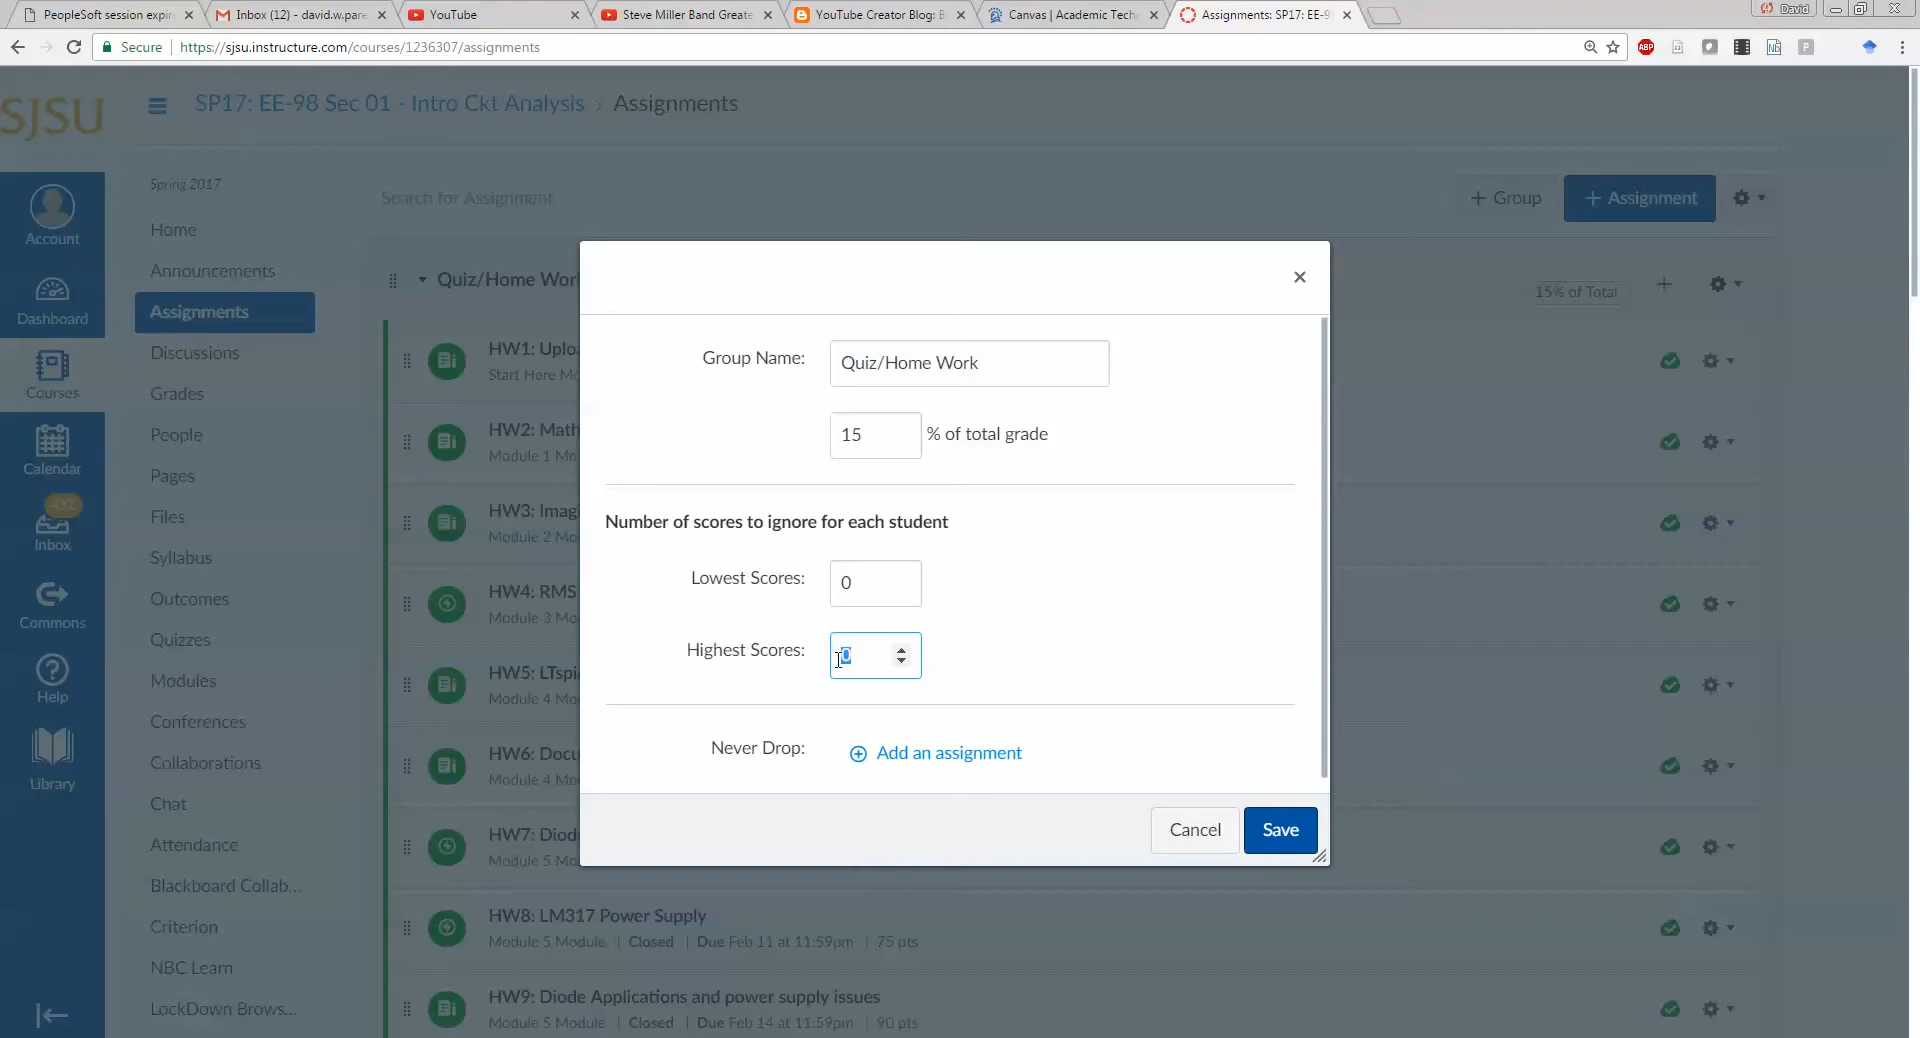 PeopleSoft session expir
Inbox (12) - david.w.pare
YouTube
Steve Miller Band Greate
YouTube Creator Blog: B
Canvas | Academic Tech
Assignments: SP17: EE-9
David
Secure
https://sjsu.instructure.com/courses/1236307/assignments
ABP
Nb
P
SJSU
SP17: EE-98 Sec 01 - Intro Ckt Analysis > Assignments
Spring 2017
Search for Assignment
+ Group
+ Assignment
Account
Dashboard
Courses
Calendar
432
Inbox
Commons
Help
Library
Home
Announcements
Assignments
Discussions
Grades
People
Pages
Files
Syllabus
Outcomes
Quizzes
Modules
Conferences
Collaborations
Chat
Attendance
Blackboard Collab...
Criterion
NBC Learn
LockDown Brows...
Quiz/Home Wor
15% of Total
HW1: Uplo
Start Here Mo
HW2: Math
Module 1 Mo
HW3: Imag
Module 2 Mo
HW4: RMS
Module 3 Mo
HW5: LTspi
Module 4 Mo
HW6: Docu
Module 4 Mo
HW7: Diod
Module 5 Mo
HW8: LM317 Power Supply
Module 5 Module | Closed | Due Feb 11 at 11:59pm | 75 pts
HW9: Diode Applications and power supply issues
Module 5 Module | Closed | Due Feb 14 at 11:59pm | 90 pts
Group Name:
Quiz/Home Work
15 % of total grade
Number of scores to ignore for each student
Lowest Scores: 0
Highest Scores: 0
Never Drop: Add an assignment
Cancel
Save